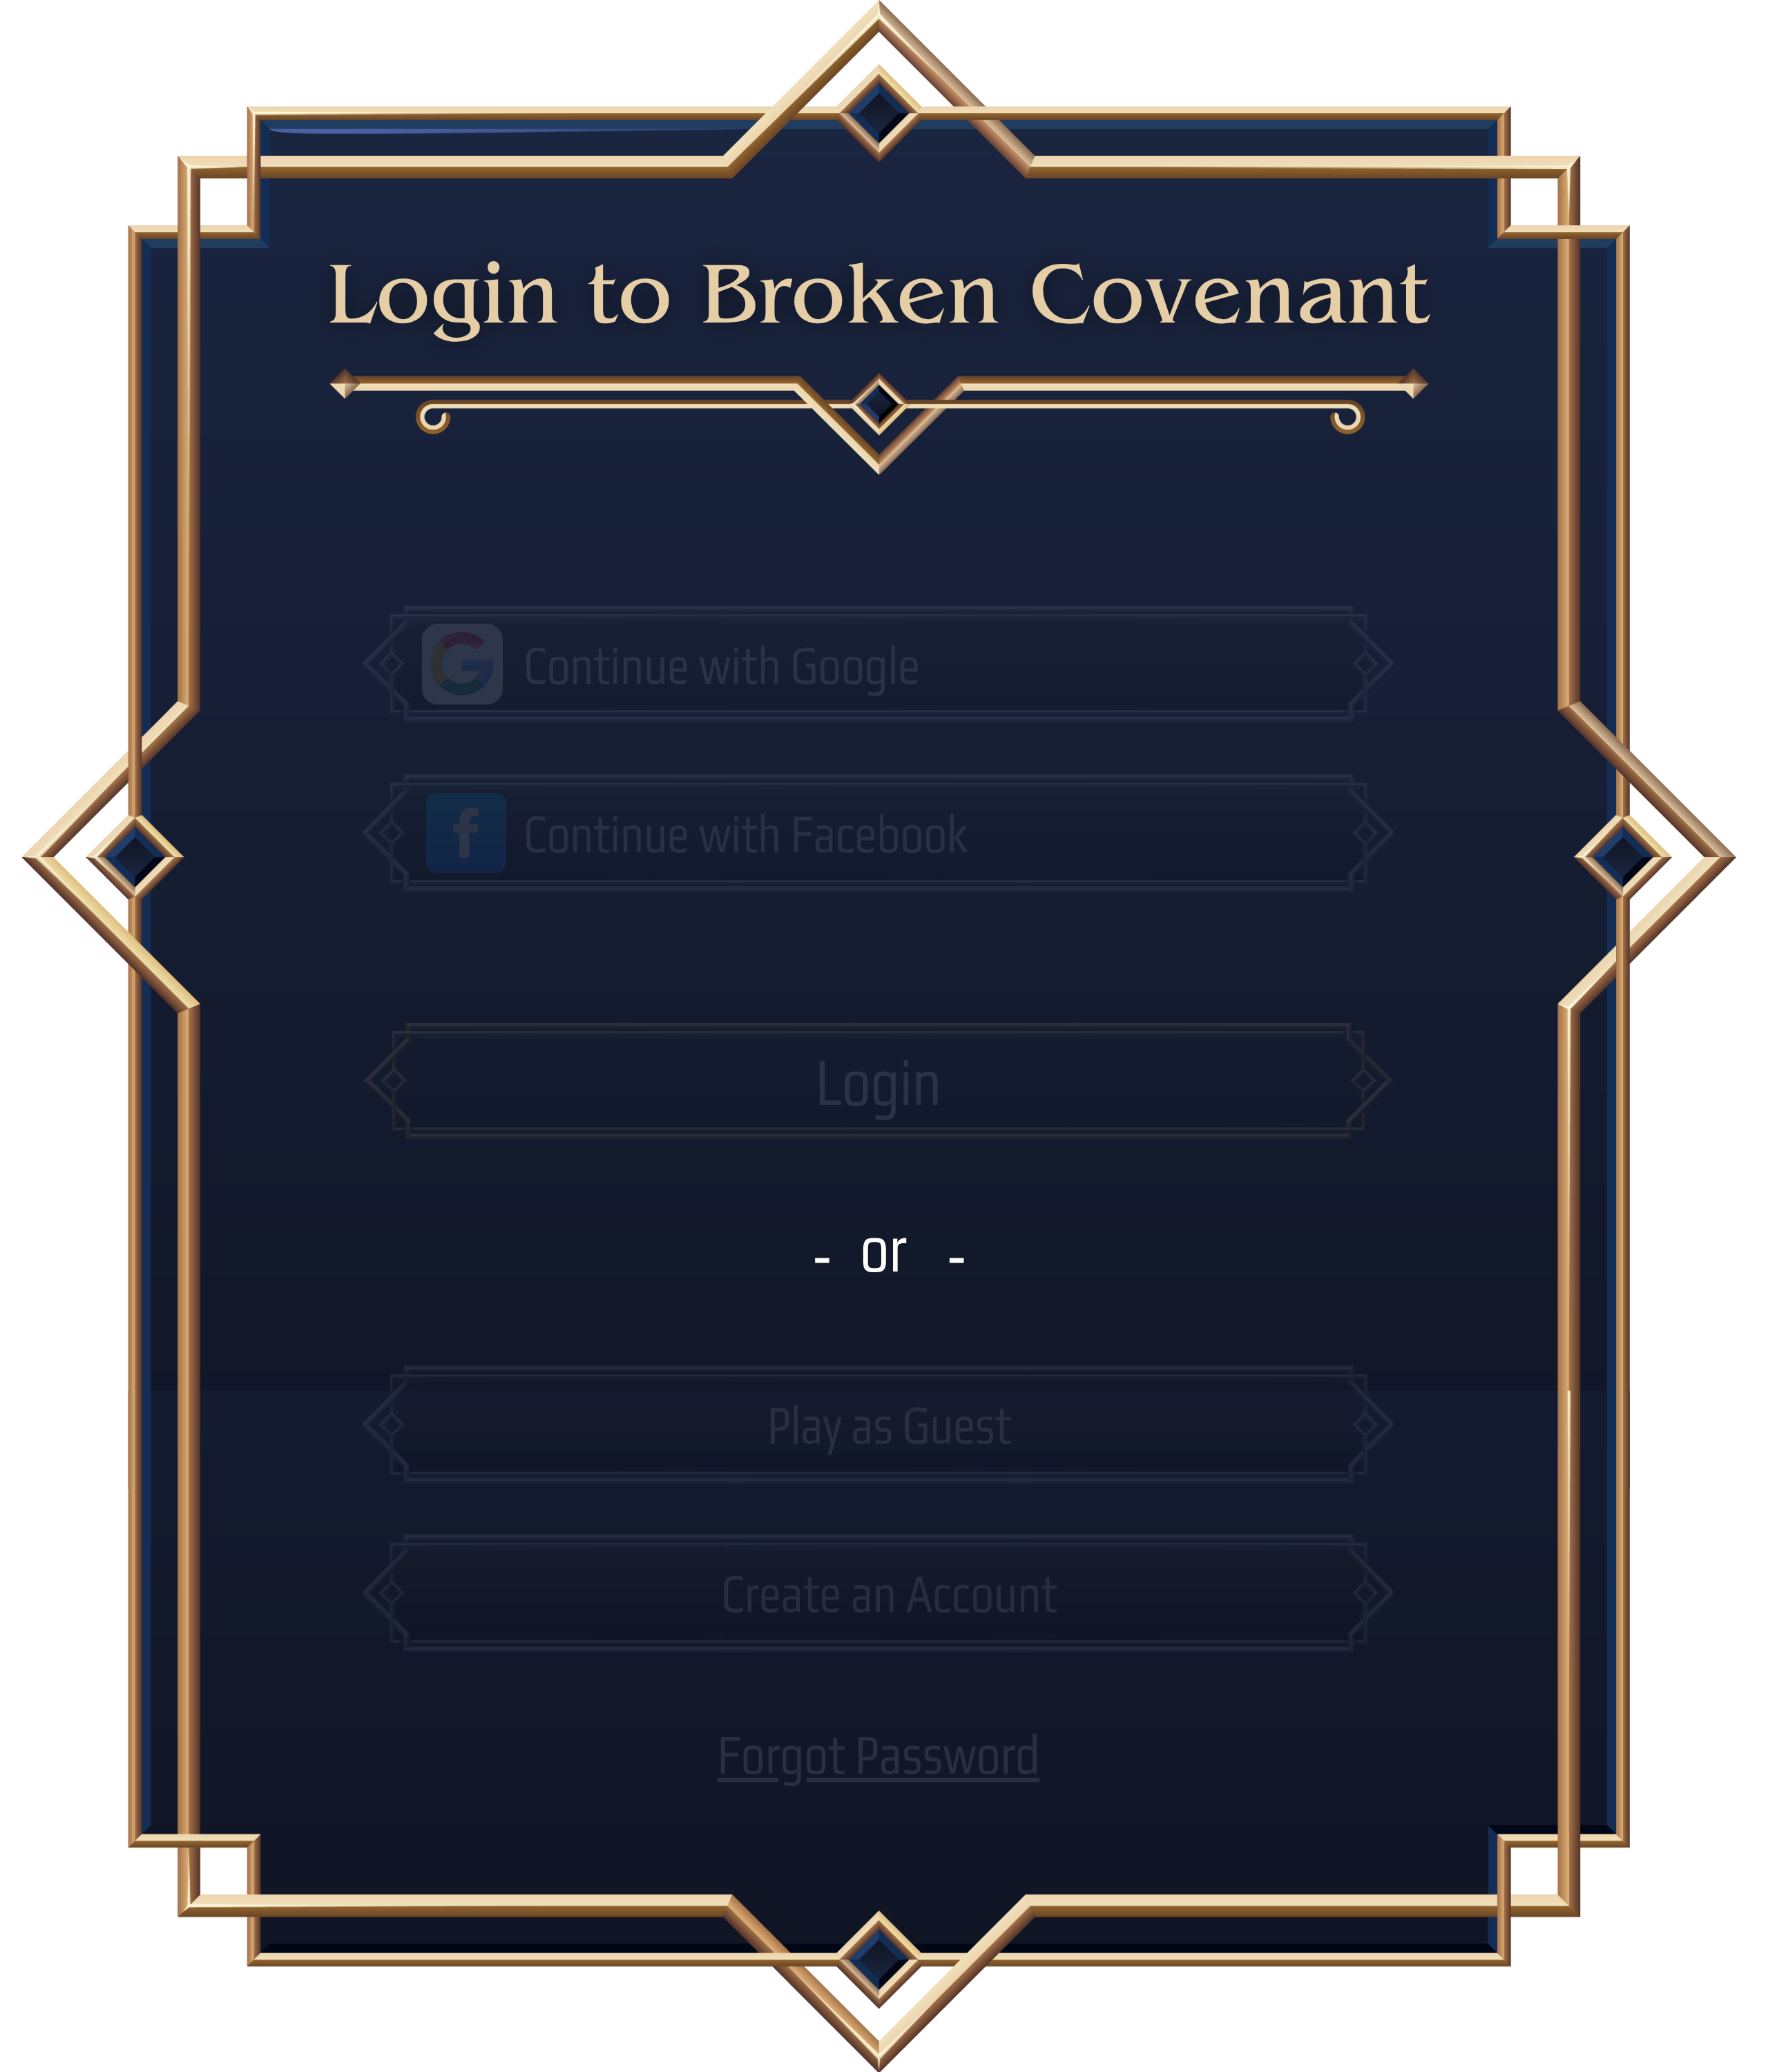 Login to Broken Covenant
Continue with Google
Continue with Facebook
Login
- or -
Play as Guest
Create an Account
Forgot Password